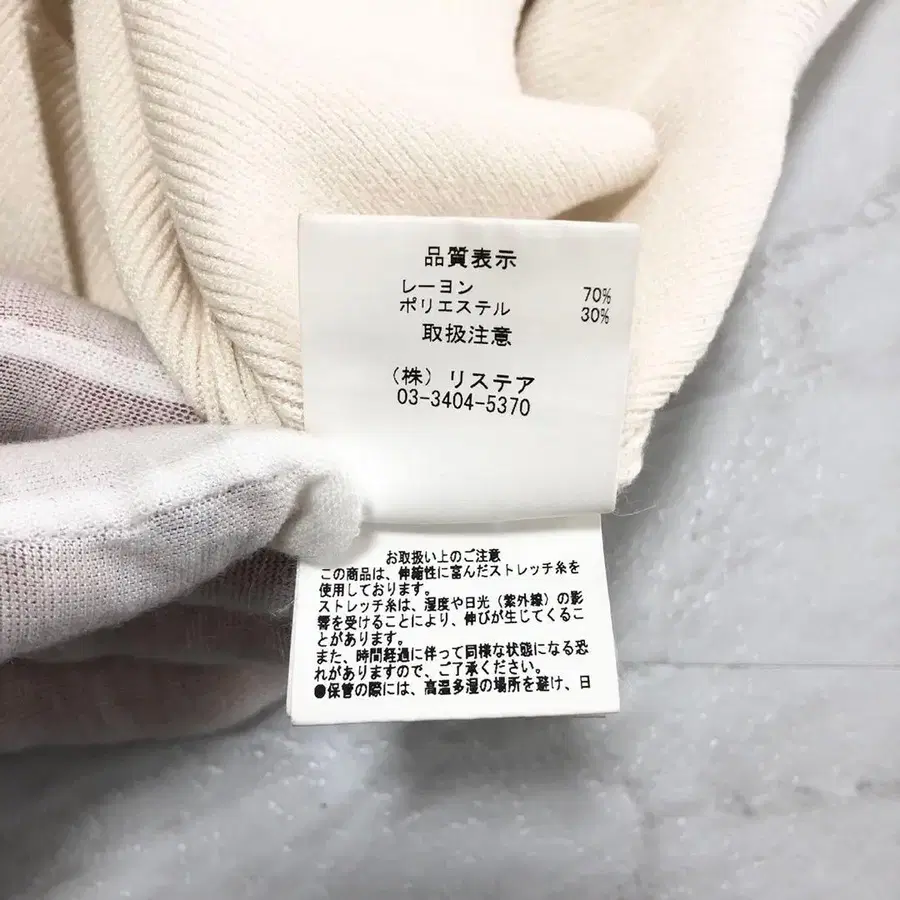 品質表示
レーヨン 70%
ポリエステル 30%
取扱注意
（株）リステア
03-3404-5370
お取扱い上のご注意
この商品は、伸縮性に富んだストレッチ糸を
使用しております。
ストレッチ糸は、湿度や日光（紫外線）の影
響を受けることにより、伸びが生じてくるこ
とがあります。
また、時間経過に伴って同様な状態になる恐
れがありますので、ご了承ください。
●保管の際には、高温多湿の場所を避け、日